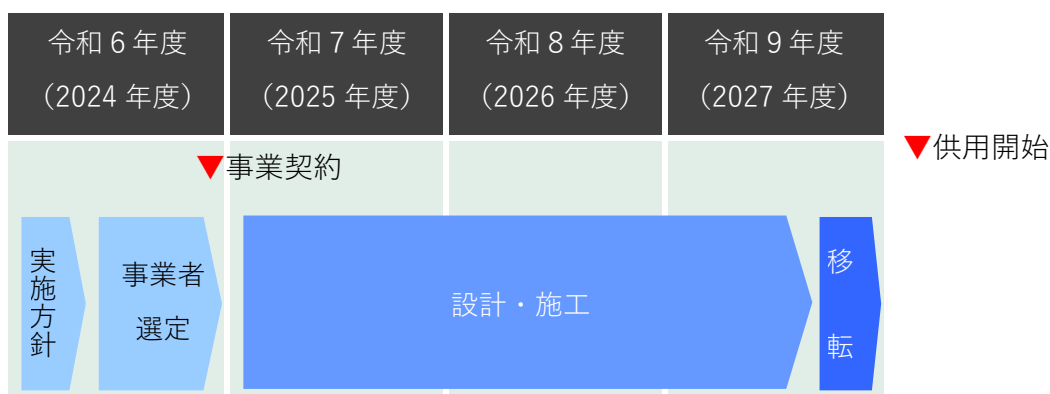 令和６年度
（2024 年度）
令和７年度
（2025 年度）
令和８年度
（2026 年度）
令和９年度
（2027 年度）
▼事業契約
▼供用開始
実施方針
事業者
選定
設計・施工
移転